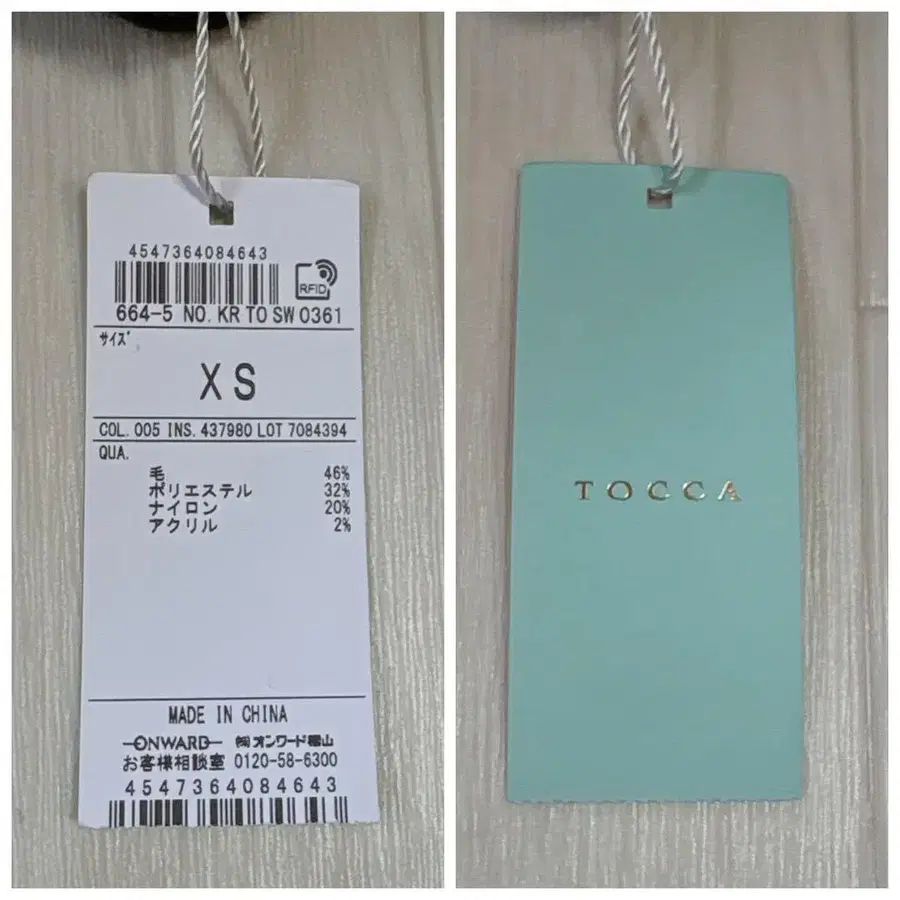 4547364084643
RFID
664-5 NO. KR TO SW 0361
サイズ
XS
COL. 005 INS. 437980 LOT 7084394
QUA.
毛 46%
ポリエステル 32%
ナイロン 20%
アクリル 2%
MADE IN CHINA
ONWARD ㈱オンワード樫山
お客様相談室 0120-58-6300
4547364084643
TOCCA